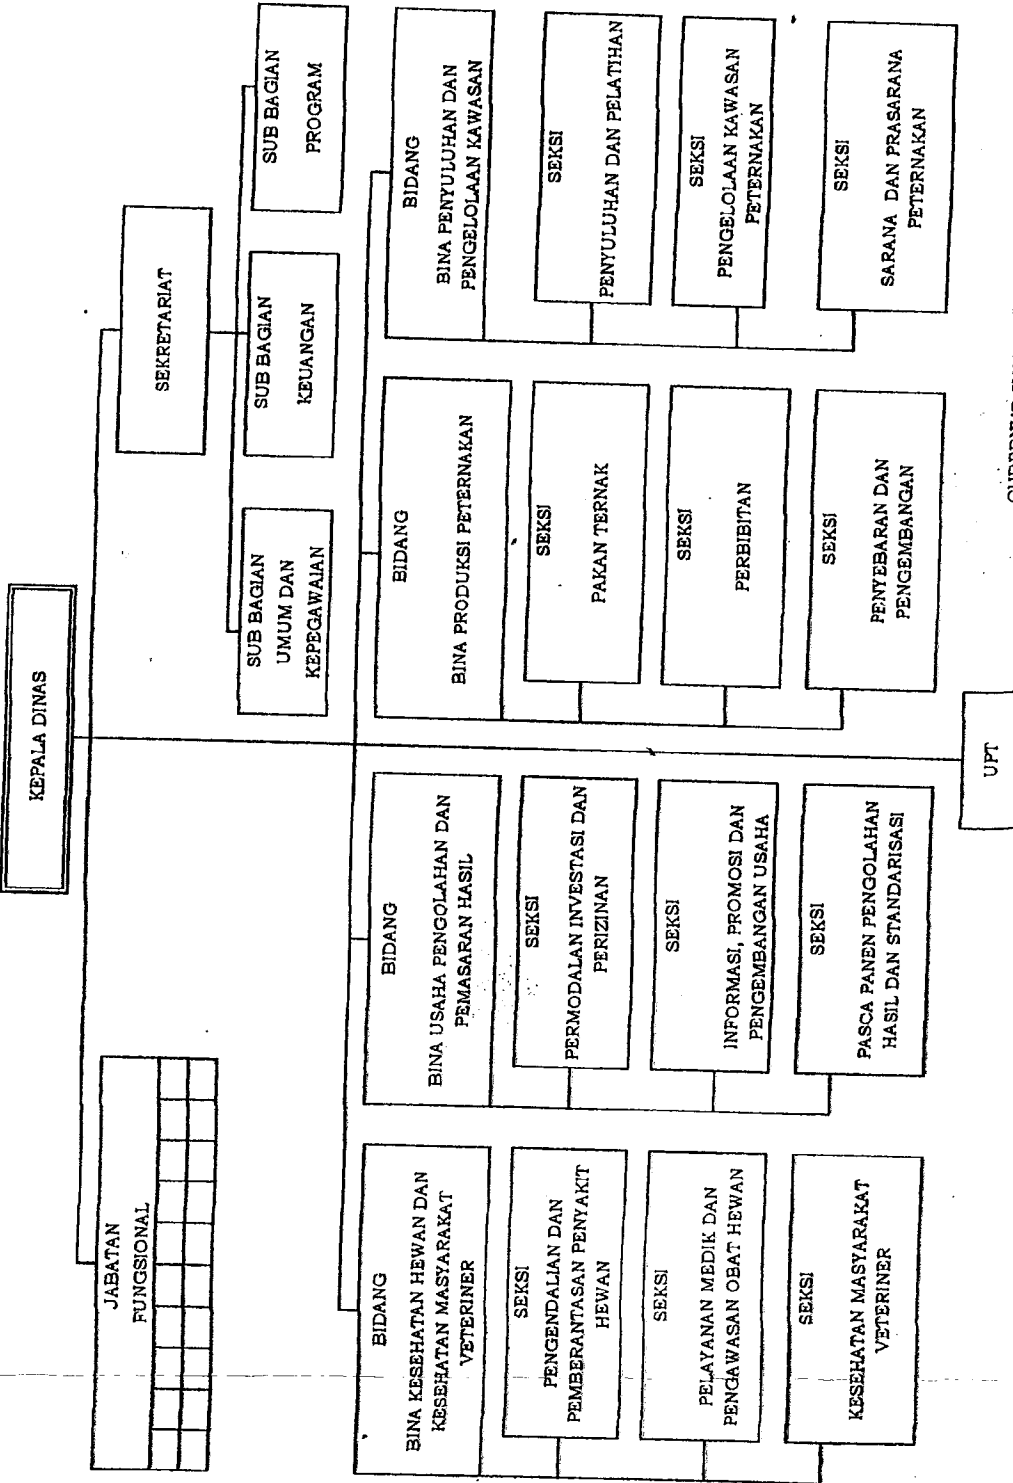 KEPALA DINAS
JABATAN
FUNGSIONAL
SEKRETARIAT
SUB BAGIAN
UMUM DAN
KEPEGAWAIAN
SUB BAGIAN
KEUANGAN
SUB BAGIAN
PROGRAM
BIDANG
BINA KESEHATAN HEWAN DAN
KESEHATAN MASYARAKAT
VETERINER
SEKSI
PENGENDALIAN DAN
PEMBERANTASAN PENYAKIT
HEWAN
SEKSI
PELAYANAN MEDIK DAN
PENGAWASAN OBAT HEWAN
SEKSI
KESEHATAN MASYARAKAT
VETERINER
BIDANG
BINA USAHA PENGOLAHAN DAN
PEMASARAN HASIL
SEKSI
PERMODALAN INVESTASI DAN
PERIZINAN
SEKSI
INFORMASI, PROMOSI DAN
PENGEMBANGAN USAHA
SEKSI
PASCA PANEN PENGOLAHAN
HASIL DAN STANDARISASI
BIDANG
BINA PRODUKSI PETERNAKAN
SEKSI
PAKAN TERNAK
SEKSI
PERBIBITAN
SEKSI
PENYEBARAN DAN
PENGEMBANGAN
BIDANG
BINA PENYULUHAN DAN
PENGELOLAAN KAWASAN
SEKSI
PENYULUHAN DAN PELATIHAN
SEKSI
PENGELOLAAN KAWASAN
PETERNAKAN
SEKSI
SARANA DAN PRASARANA
PETERNAKAN
UPT